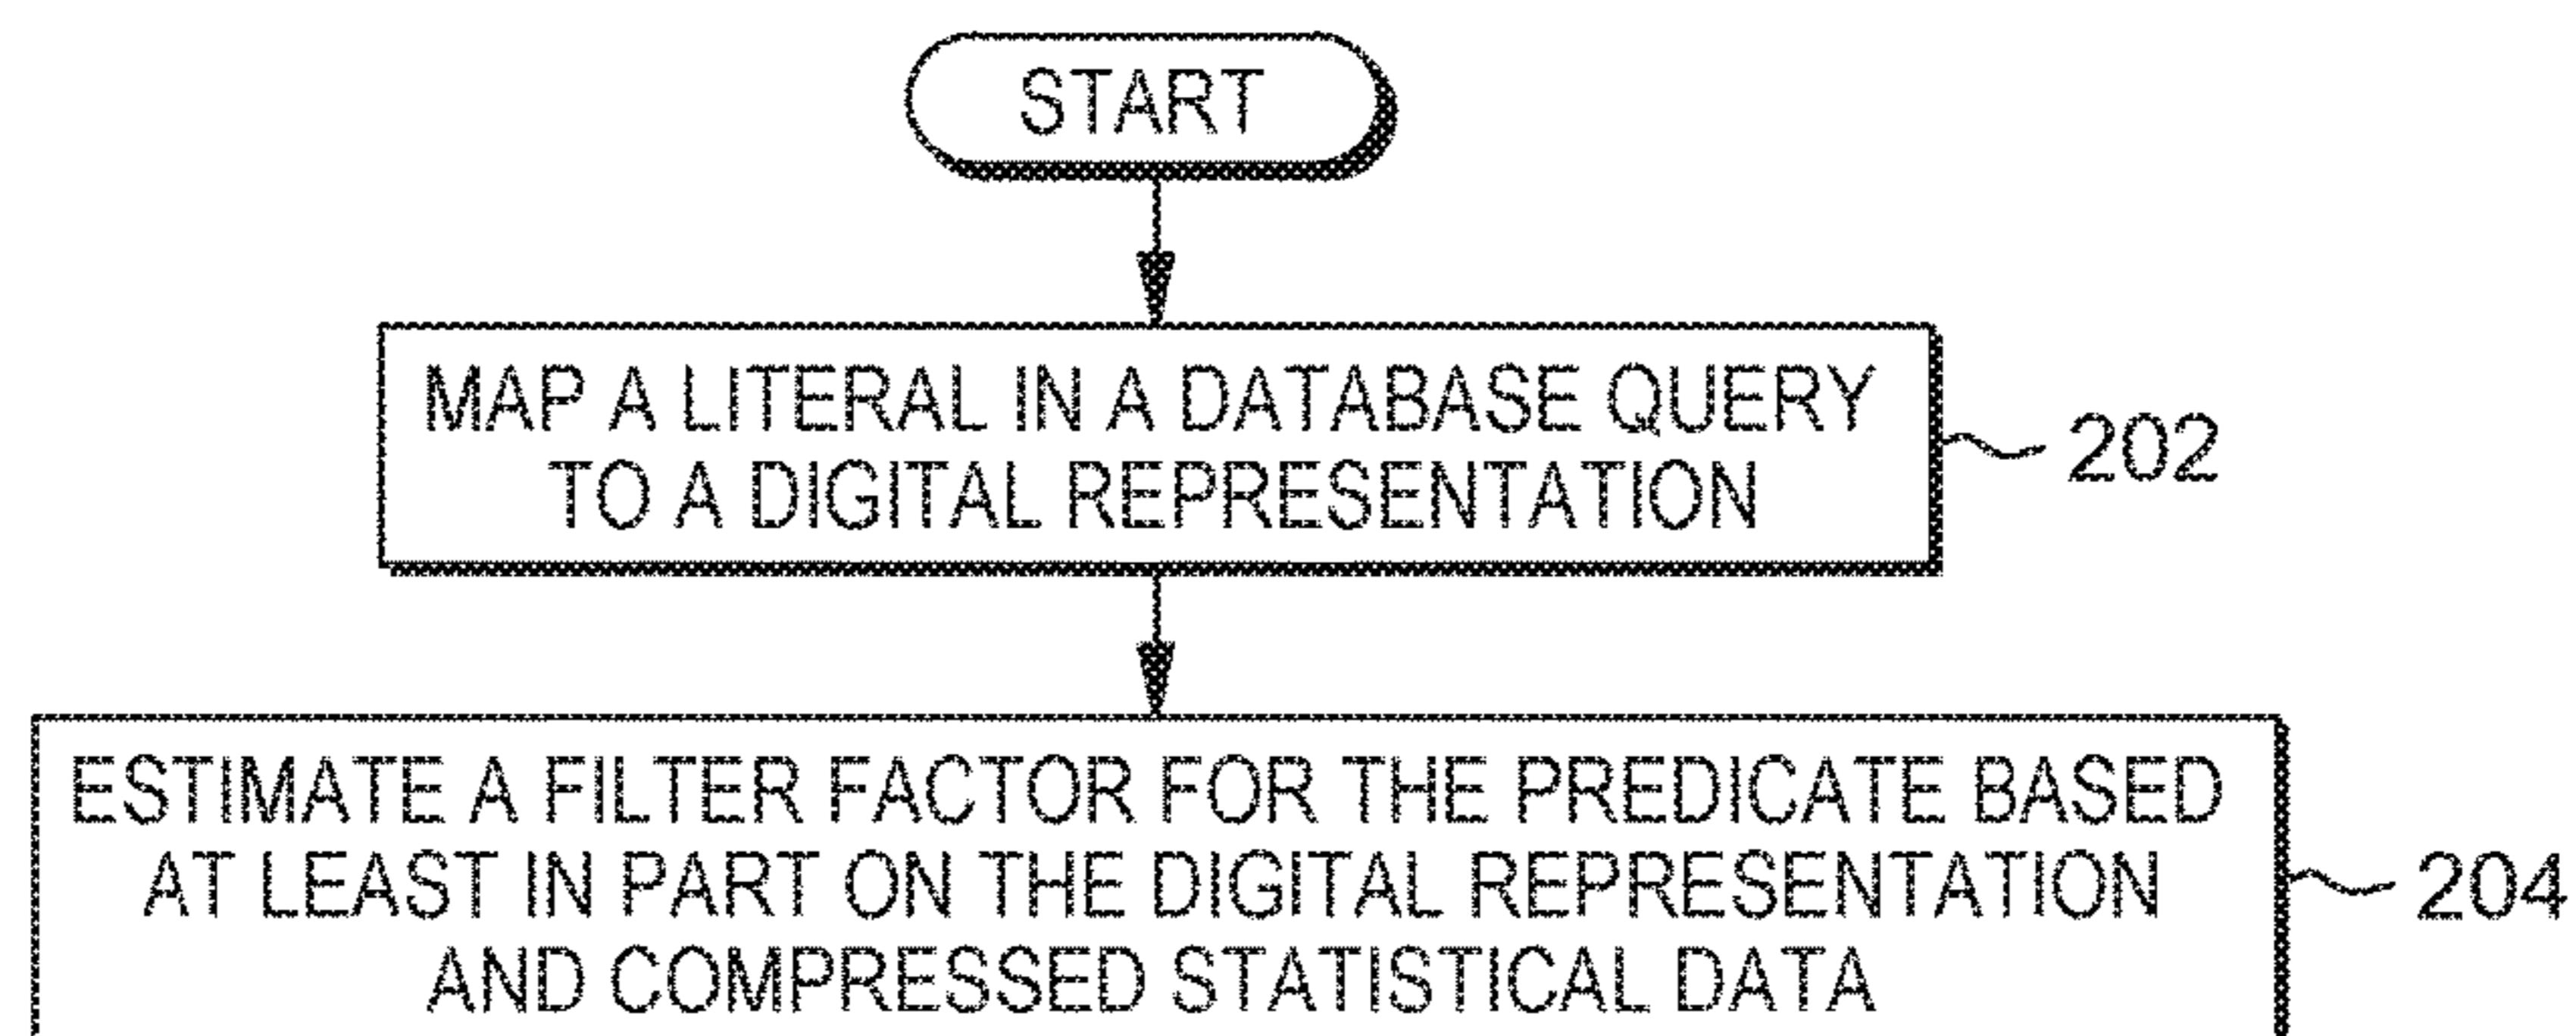 START
MAP A LITERAL IN A DATABASE QUERY
TO A DIGITAL REPRESENTATION
202
ESTIMATE A FILTER FACTOR FOR THE PREDICATE BASED
AT LEAST IN PART ON THE DIGITAL REPRESENTATION
AND COMPRESSED STATISTICAL DATA
204